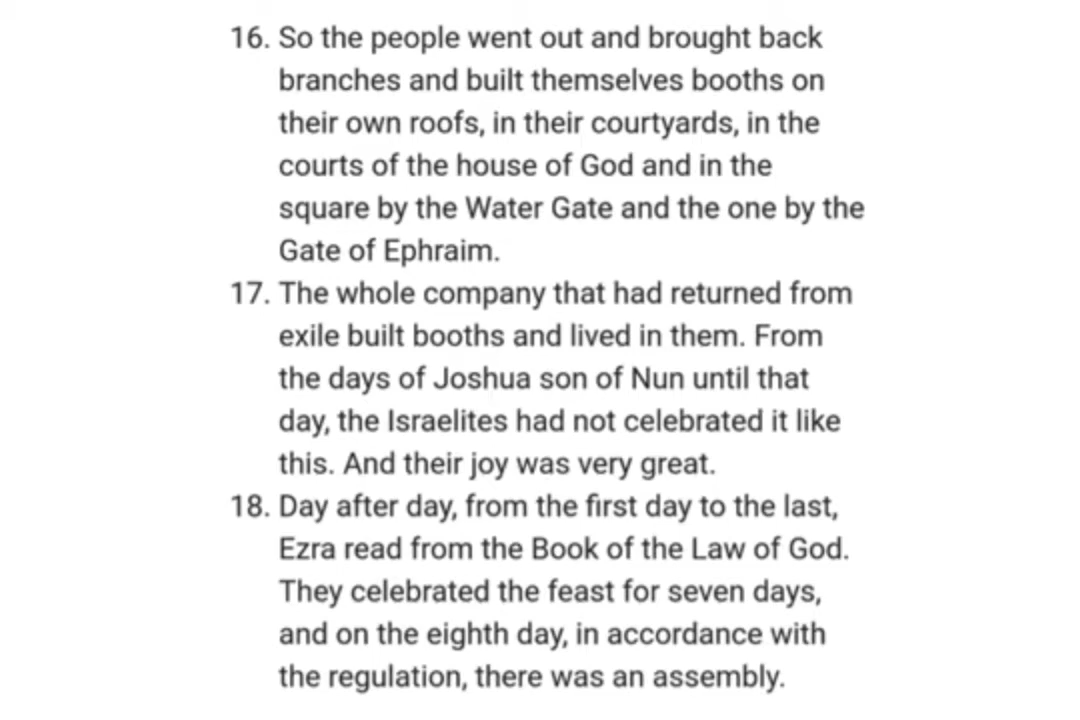 16. So the people went out and brought back
branches and built themselves booths on
their own roofs, in their courtyards, in the
courts of the house of God and in the
square by the Water Gate and the one by the
Gate of Ephraim.
17. The whole company that had returned from
exile built booths and lived in them. From
the days of Joshua son of Nun until that
day, the Israelites had not celebrated it like
this. And their joy was very great.
18. Day after day, from the first day to the last,
Ezra read from the Book of the Law of God.
They celebrated the feast for seven days,
and on the eighth day, in accordance with
the regulation, there was an assembly.